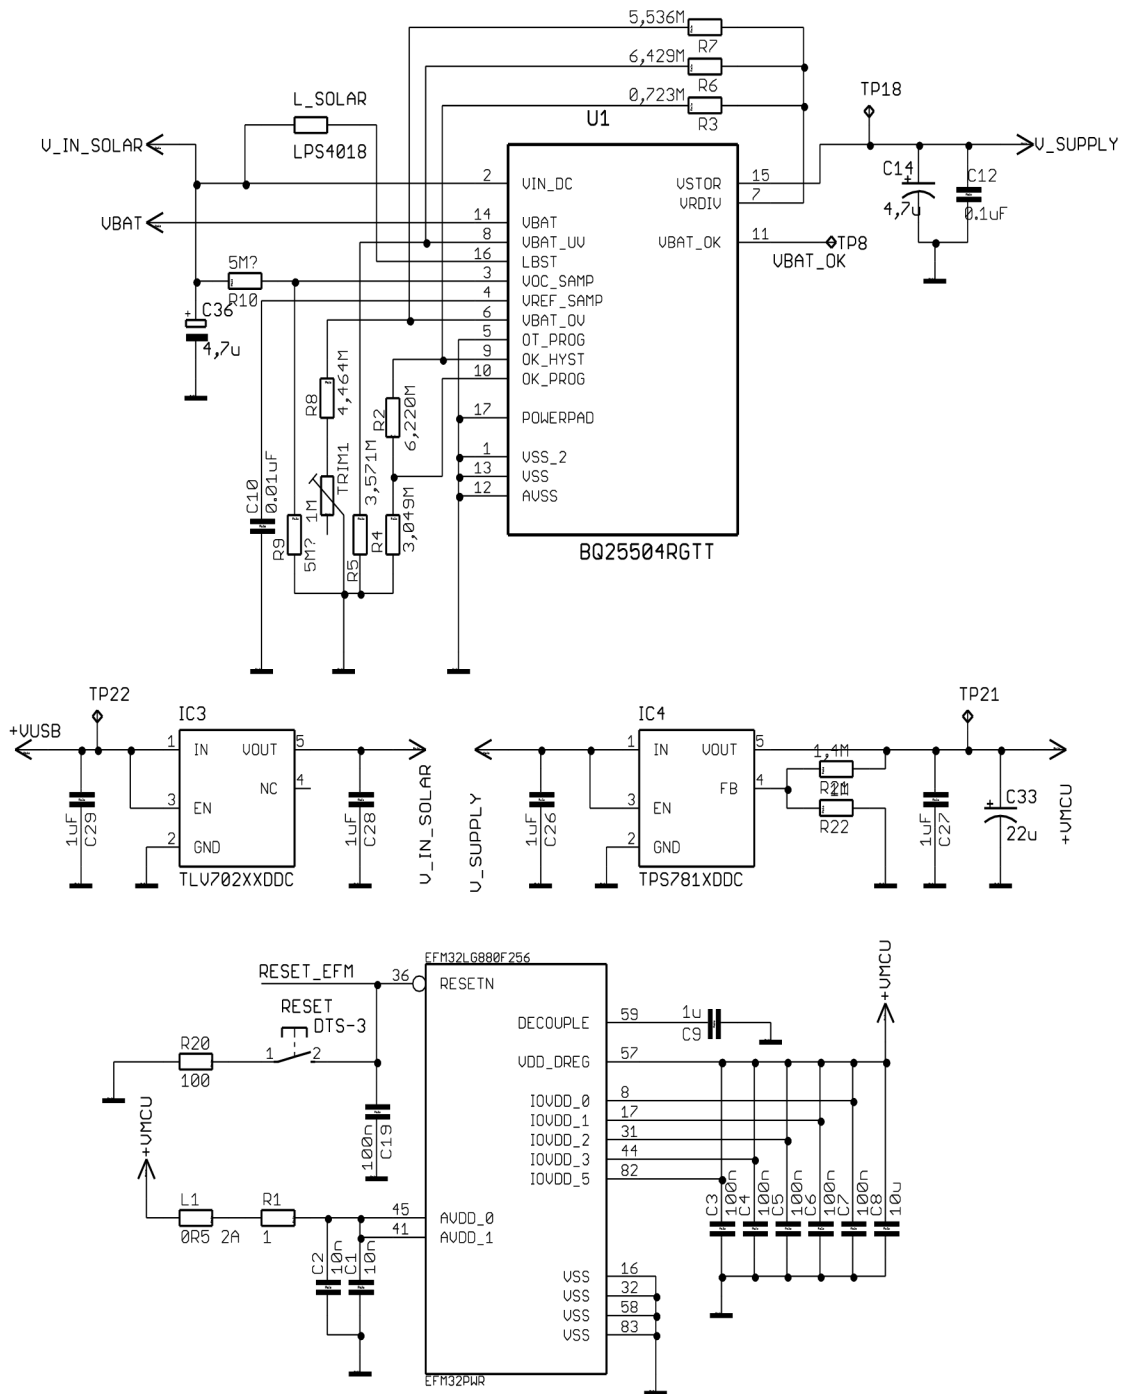 5,536M
R7
6,429M
R6
0,723M
R3
L_SOLAR
LPS4018
U1
TP18
V_IN_SOLAR
V_SUPPLY
C14
4,7u
C12
0.1uF
2 VIN_DC
VSTOR 15
VRDIV 7
VBAT
14 VBAT
8 VBAT_UV
VBAT_OK 11
TP8
VBAT_OK
16 LBST
3 VOC_SAMP
4 VREF_SAMP
6 VBAT_OV
5 OT_PROG
9 OK_HYST
10 OK_PROG
17 POWERPAD
1 VSS_2
13 VSS
12 AVSS
5M?
R10
C36
4,7u
R8
4,464M
R2
6,220M
TRIM1
1M
3,571M
R5
R4
3,049M
C10
0.01uF
R9
5M?
BQ25504RGTT
TP22
+VUSB
IC3
1 IN
VOUT 5
NC 4
3 EN
2 GND
TLV702XXDDC
1uF
C29
1uF
C28
V_IN_SOLAR
V_SUPPLY
IC4
1 IN
VOUT 5
FB 4
3 EN
2 GND
TPS781XDDC
1uF
C26
1,4M
R22
TP21
1uF
C27
C33
22u
+VMCU
EFM32LG880F256
RESET_EFM
36 RESETN
RESET
DTS-3
1 2
R20
100
100n
C19
+VMCU
L1
0R5 2A
R1
1
45 AVDD_0
41 AVDD_1
C2
10n
C1
10n
DECOUPLE 59
1u
C9
+VMCU
VDD_DREG 57
IOVDD_0 8
IOVDD_1 17
IOVDD_2 31
IOVDD_3 44
IOVDD_5 82
C3
100n
C4
100n
C5
100n
C6
100n
C7
100n
C8
10u
VSS 16
VSS 32
VSS 58
VSS 83
EFM32PWR